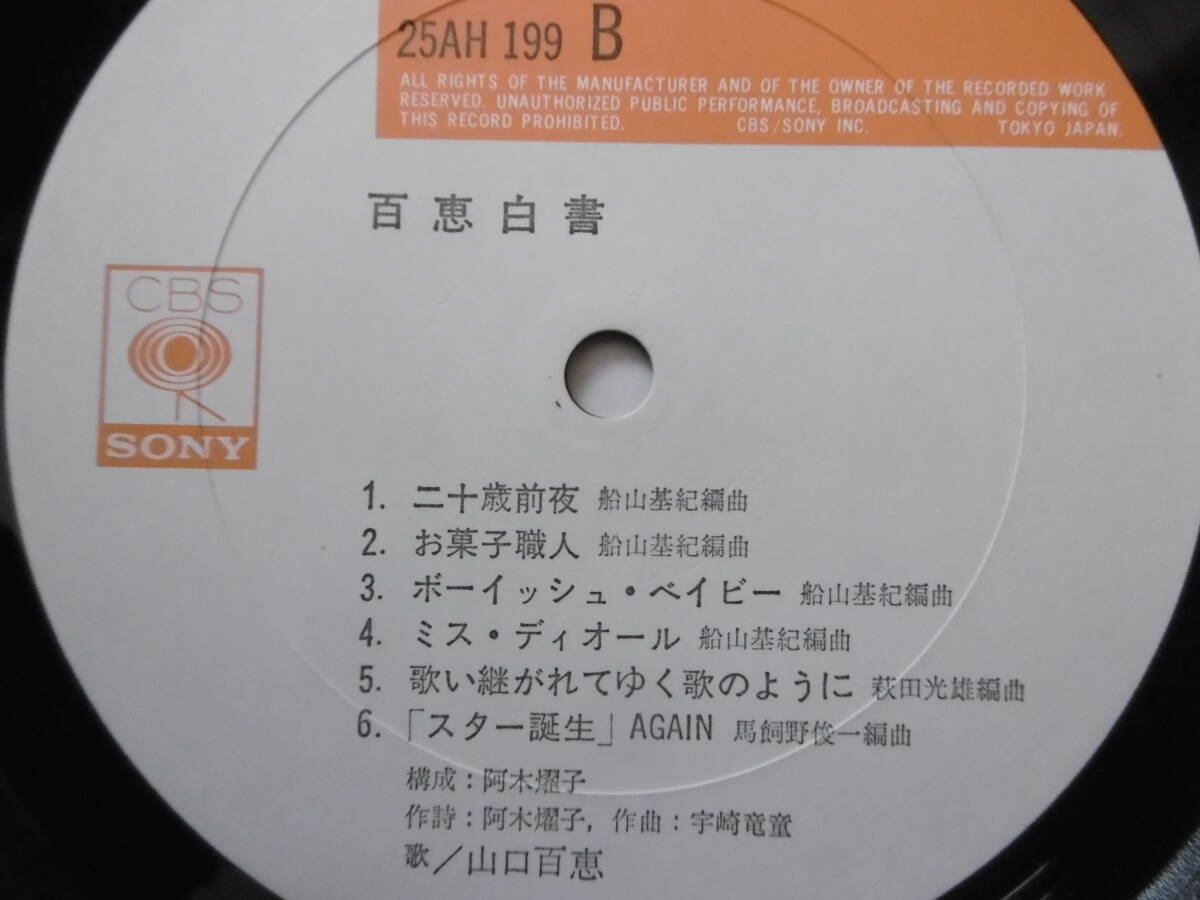 25AH 199 B
ALL RIGHTS OF THE MANUFACTURER AND OF THE OWNER OF THE RECORDED WORK
RESERVED. UNAUTHORIZED PUBLIC PERFORMANCE, BROADCASTING AND COPYING OF
THIS RECORD PROHIBITED. CBS/SONY INC. TOKYO JAPAN.
百恵白書
CBS
SONY
1. 二十歳前夜 船山基紀編曲
2. お菓子職人 船山基紀編曲
3. ボーイッシュ・ベイビー 船山基紀編曲
4. ミス・ディオール 船山基紀編曲
5. 歌い継がれてゆく歌のように 萩田光雄編曲
6. 「スター誕生」AGAIN 馬飼野俊一編曲
構成：阿木燿子
作詩：阿木燿子，作曲：宇崎竜童
歌／山口百恵